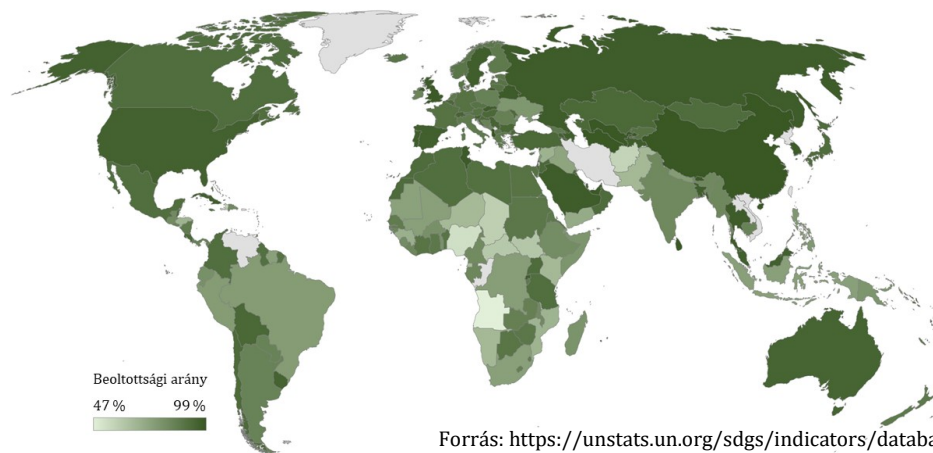 Beoltottsági arány
47 % 99 %
Forrás: https://unstats.un.org/sdgs/indicators/databa